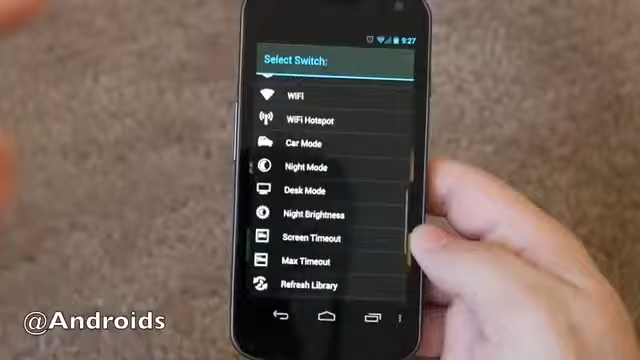 9:27
Select Switch:
WiFi
WiFi Hotspot
Car Mode
Night Mode
Desk Mode
Night Brightness
Screen Timeout
Max Timeout
Refresh Library
@Androids